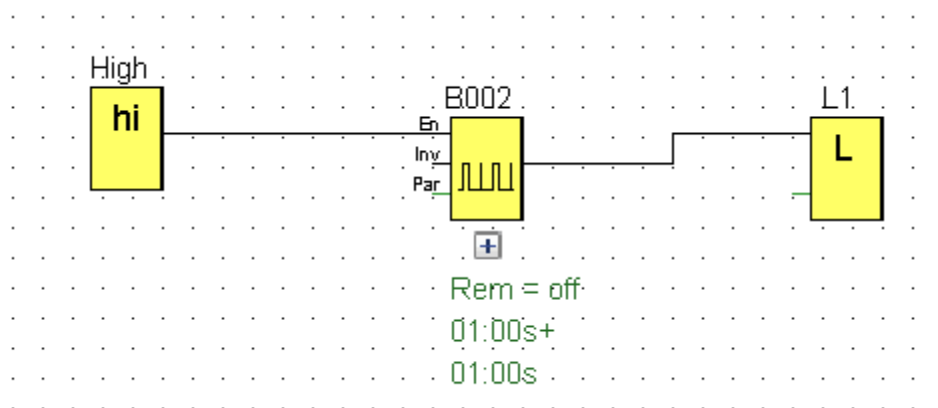 High
hi
B002
En
Inv
Par
L1
L
Rem = off
01:00s+
01:00s